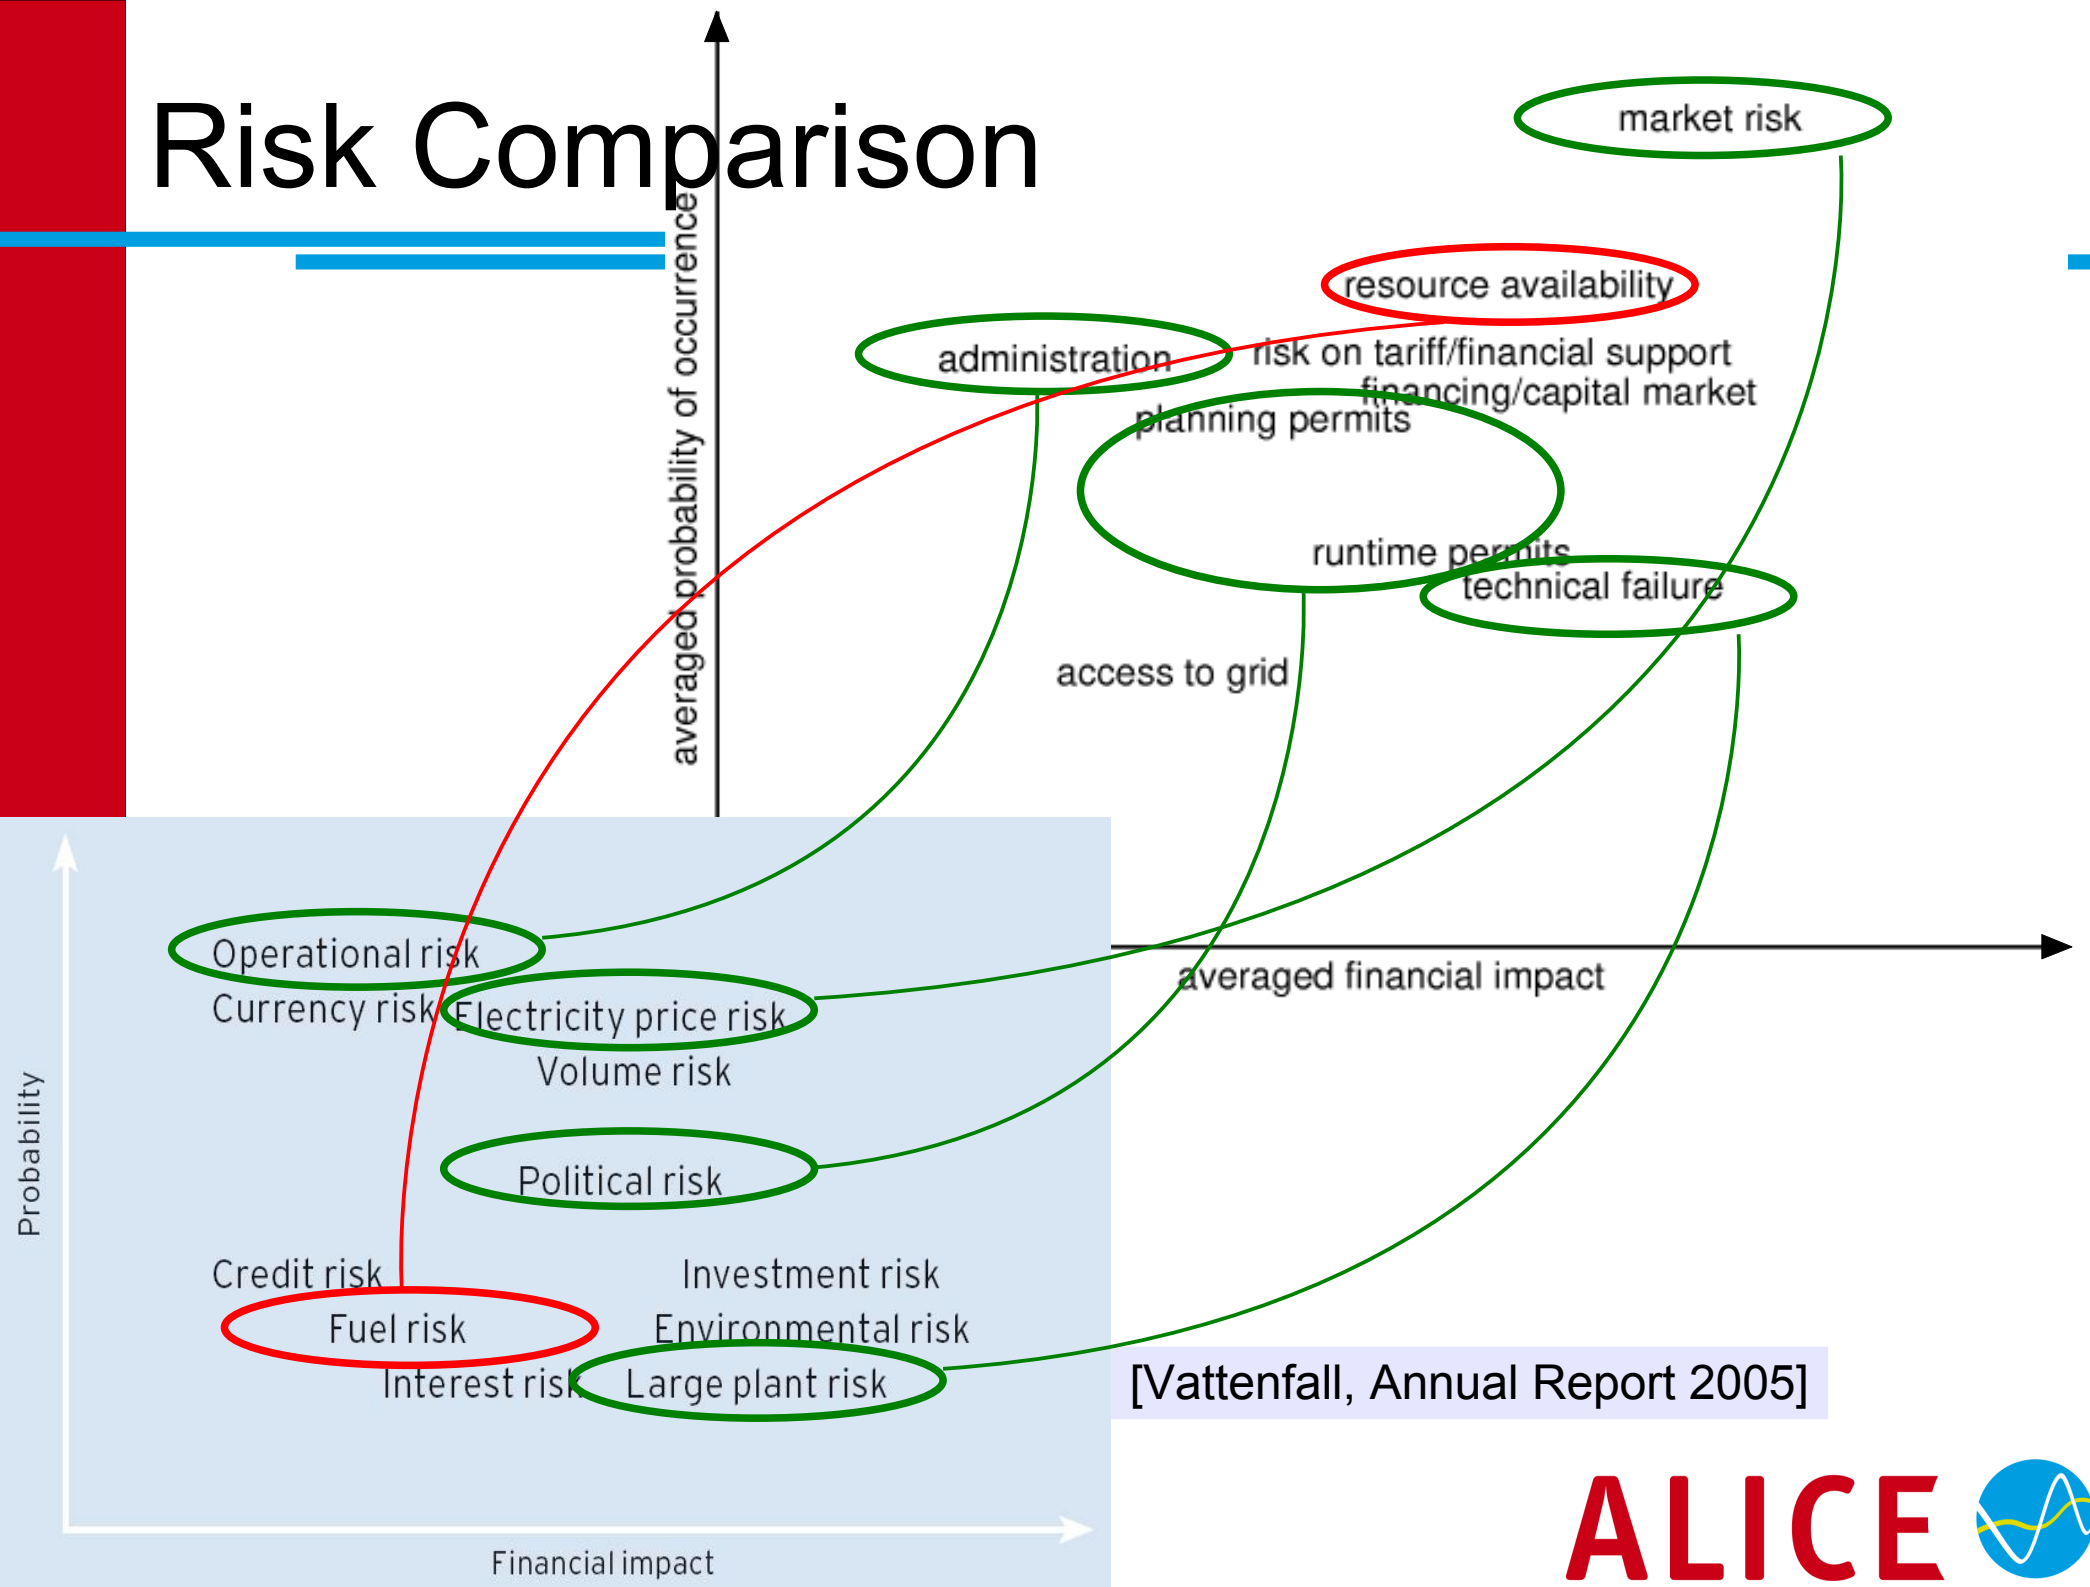 Risk Comparison
averaged probability of occurrence
market risk
resource availability
administration
risk on tariff/financial support
financing/capital market
planning permits
runtime permits
technical failure
access to grid
averaged financial impact
Probability
Operational risk
Currency risk
Electricity price risk
Volume risk
Political risk
Credit risk
Investment risk
Fuel risk
Environmental risk
Interest risk
Large plant risk
Financial impact
[Vattenfall, Annual Report 2005]
ALICE